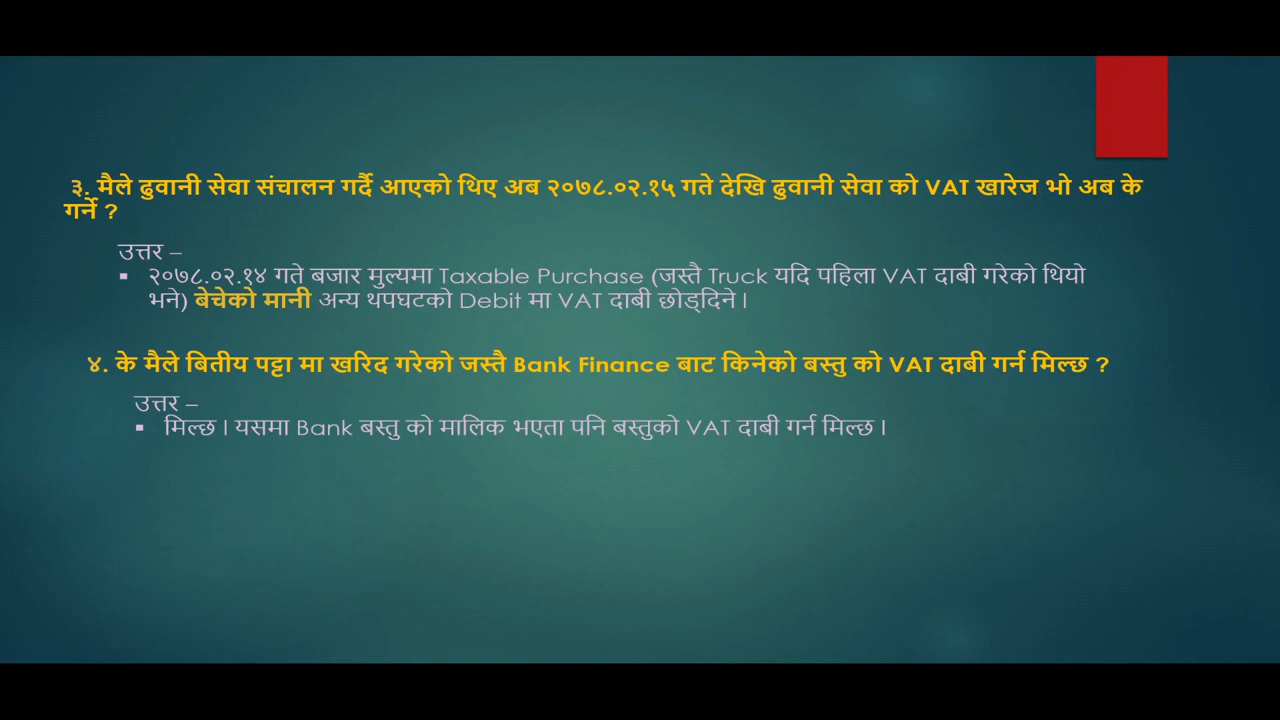 ३. मैले ढुवानी सेवा संचालन गर्दै आएको थिए अब २०७८.०२.१५ गते देखि ढुवानी सेवा को VAT खारेज भो अब के
गर्ने ?
उत्तर –
▪ २०७८.०२.१४ गते बजार मुल्यमा Taxable Purchase (जस्तै Truck यदि पहिला VAT दाबी गरेको थियो
भने) बेचेको मानी अन्य थपघटको Debit मा VAT दाबी छोड्दिने ।
४. के मैले बितीय पट्टा मा खरिद गरेको जस्तै Bank Finance बाट किनेको बस्तु को VAT दाबी गर्न मिल्छ ?
उत्तर –
▪ मिल्छ । यसमा Bank बस्तु को मालिक भएता पनि बस्तुको VAT दाबी गर्न मिल्छ ।